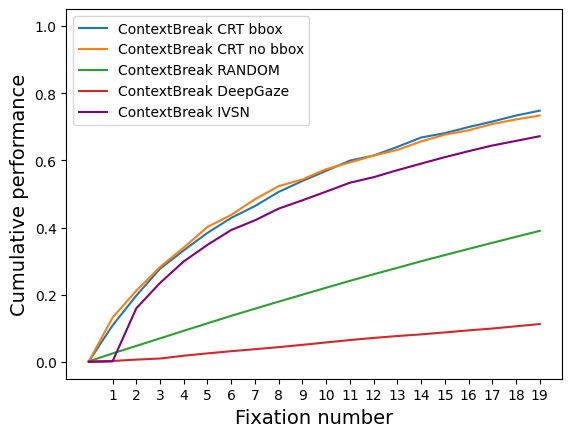 ContextBreak CRT bbox
ContextBreak CRT no bbox
ContextBreak RANDOM
ContextBreak DeepGaze
ContextBreak IVSN
Cumulative performance
1.0
0.8
0.6
0.4
0.2
0.0
1 2 3 4 5 6 7 8 9 10 11 12 13 14 15 16 17 18 19
Fixation number